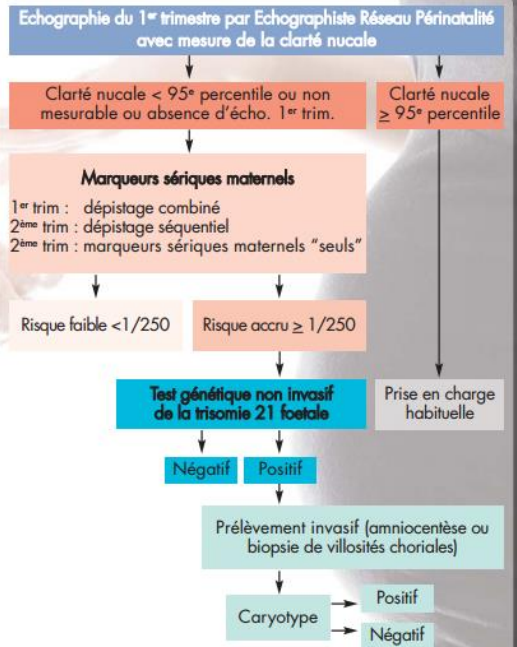 Echographie du 1er trimestre par Echographiste Réseau Périnatalité
avec mesure de la clarté nucale
Clarté nucale < 95e percentile ou non
mesurable ou absence d'écho. 1er trim.
Clarté nucale
≥ 95e percentile
Marqueurs sériques maternels
1er trim : dépistage combiné
2ème trim : dépistage séquentiel
2ème trim : marqueurs sériques maternels "seuls"
Risque faible <1/250
Risque accru ≥ 1/250
Test génétique non invasif
de la trisomie 21 foetale
Prise en charge
habituelle
Négatif
Positif
Prélèvement invasif (amniocentèse ou
biopsie de villosités choriales)
Caryotype
Positif
Négatif